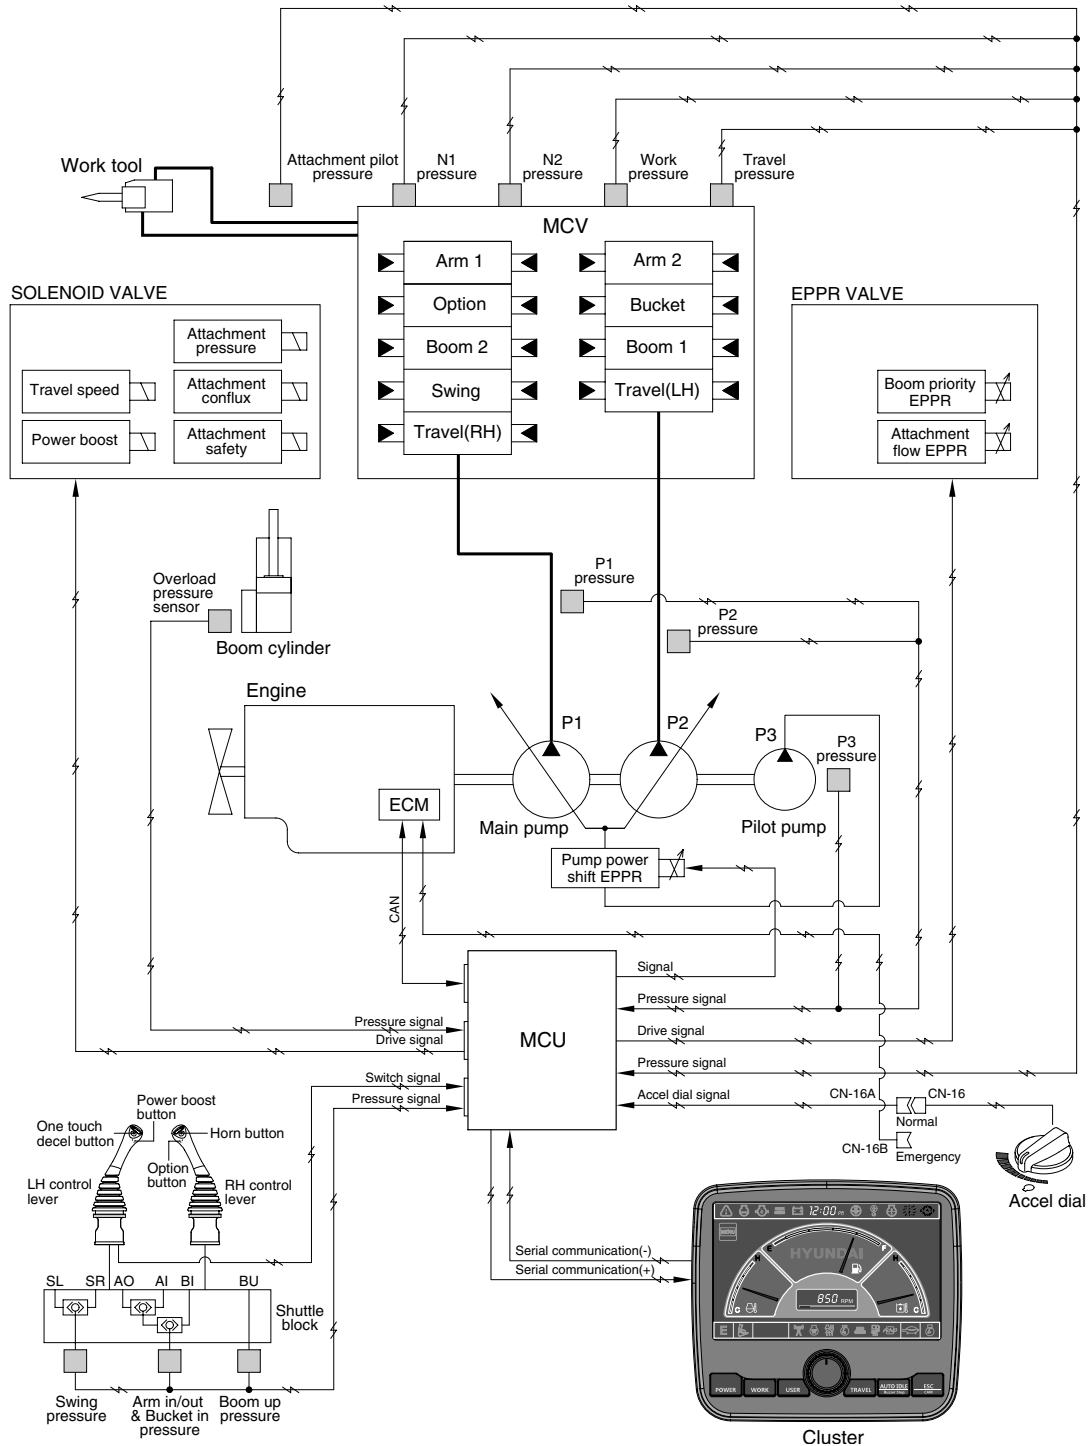 Work tool
Attachment pilot
pressure
N1
pressure
N2
pressure
Work
pressure
Travel
pressure
MCV
Arm 1
Option
Boom 2
Swing
Travel(RH)
Arm 2
Bucket
Boom 1
Travel(LH)
SOLENOID VALVE
Attachment
pressure
Travel speed
Attachment
conflux
Power boost
Attachment
safety
EPPR VALVE
Boom priority
EPPR
Attachment
flow EPPR
Overload
pressure
sensor
Boom cylinder
P1
pressure
P2
pressure
Engine
P1
P2
P3
P3
pressure
ECM
Main pump
Pilot pump
Pump power
shift EPPR
CAN
MCU
Signal
Pressure signal
Drive signal
Pressure signal
Accel dial signal
Pressure signal
Drive signal
Switch signal
Pressure signal
CN-16A
CN-16
Normal
CN-16B
Emergency
Accel dial
Power boost
button
One touch
decel button
Horn button
Option
button
LH control
lever
RH control
lever
SL
SR
AO
AI
BI
BU
Shuttle
block
Swing
pressure
Arm in/out
& Bucket in
pressure
Boom up
pressure
Serial communication(-)
Serial communication(+)
12:00
HYUNDAI
E
F
H
H
C
C
850 RPM
E
POWER
WORK
USER
TRAVEL
AUTO IDLE
ESC
Cluster